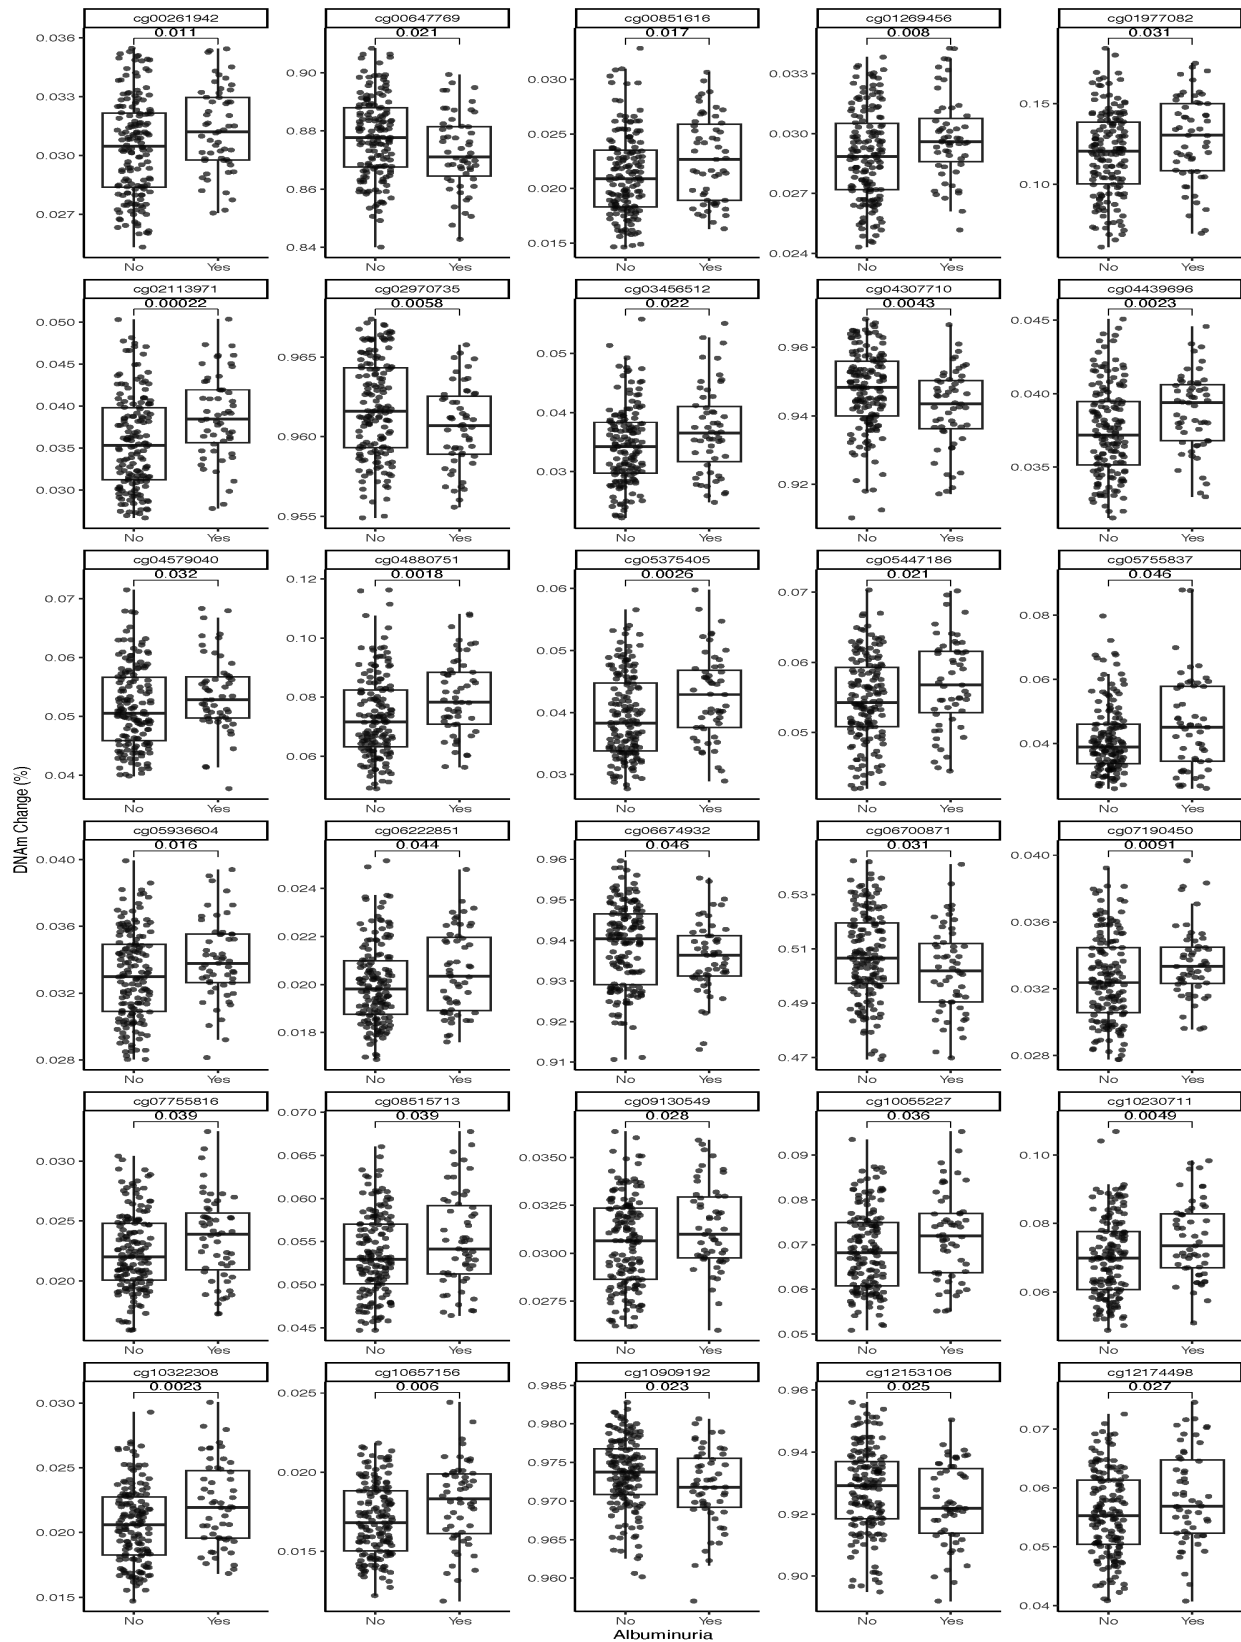 cg00261942 cg00647769 cg00851616 cg01269456 cg01977082
0.011 0.021 0.017 0.008 0.031
0.036 0.033 0.030 0.027
0.90 0.88 0.86 0.84
0.030 0.025 0.020 0.015
0.033 0.030 0.027 0.024
0.15 0.10
No Yes No Yes No Yes No Yes No Yes
cg02113971 cg02970735 cg03456512 cg04307710 cg04439696
0.00022 0.0058 0.022 0.0043 0.0023
0.050 0.045 0.040 0.035 0.030
0.965 0.960 0.955
0.05 0.04 0.03
0.96 0.94 0.92
0.045 0.040 0.035
No Yes No Yes No Yes No Yes No Yes
cg04579040 cg04880751 cg05375405 cg05447186 cg05755837
0.032 0.0018 0.0026 0.021 0.046
0.07 0.06 0.05 0.04
0.12 0.10 0.08 0.06
0.06 0.05 0.04 0.03
0.07 0.06 0.05
0.08 0.06 0.04
No Yes No Yes No Yes No Yes No Yes
DNAm Change (%)
cg05936604 cg06222851 cg06674932 cg06700871 cg07190450
0.016 0.044 0.046 0.031 0.0091
0.040 0.036 0.032 0.028
0.024 0.022 0.020 0.018
0.96 0.95 0.94 0.93 0.92 0.91
0.53 0.51 0.49 0.47
0.040 0.036 0.032 0.028
No Yes No Yes No Yes No Yes No Yes
cg07755816 cg08515713 cg09130549 cg10055227 cg10230711
0.039 0.039 0.028 0.036 0.0049
0.030 0.025 0.020
0.070 0.065 0.060 0.055 0.050 0.045
0.0350 0.0325 0.0300 0.0275
0.09 0.08 0.07 0.06 0.05
0.10 0.08 0.06
No Yes No Yes No Yes No Yes No Yes
cg10322308 cg10657156 cg10909192 cg12153106 cg12174498
0.0023 0.006 0.023 0.025 0.027
0.030 0.025 0.020 0.015
0.025 0.020 0.015
0.985 0.980 0.975 0.970 0.965 0.960
0.96 0.94 0.92 0.90
0.07 0.06 0.05 0.04
No Yes No Yes No Yes No Yes No Yes
Albuminuria